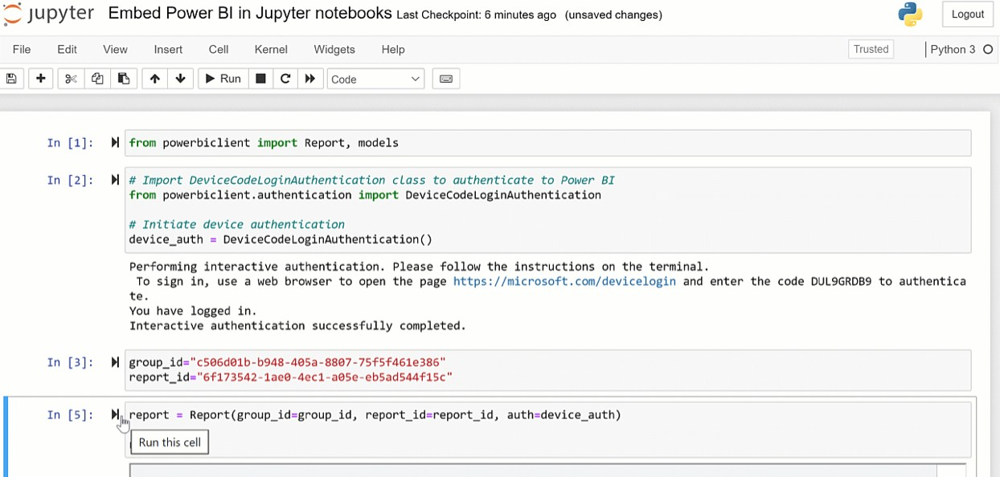 jupyter Embed Power BI in Jupyter notebooks Last Checkpoint: 6 minutes ago (unsaved changes) Logout
File Edit View Insert Cell Kernel Widgets Help Trusted Python 3
Run Code
In [1]: from powerbiclient import Report, models
In [2]: # Import DeviceCodeLoginAuthentication class to authenticate to Power BI
from powerbiclient.authentication import DeviceCodeLoginAuthentication
# Initiate device authentication
device_auth = DeviceCodeLoginAuthentication()
Performing interactive authentication. Please follow the instructions on the terminal.
To sign in, use a web browser to open the page https://microsoft.com/devicelogin and enter the code DUL9GRDB9 to authentica
te.
You have logged in.
Interactive authentication successfully completed.
In [3]: group_id="c506d01b-b948-405a-8807-75f5f461e386"
report_id="6f173542-1ae0-4ec1-a05e-eb5ad544f15c"
In [5]: report = Report(group_id=group_id, report_id=report_id, auth=device_auth)
Run this cell